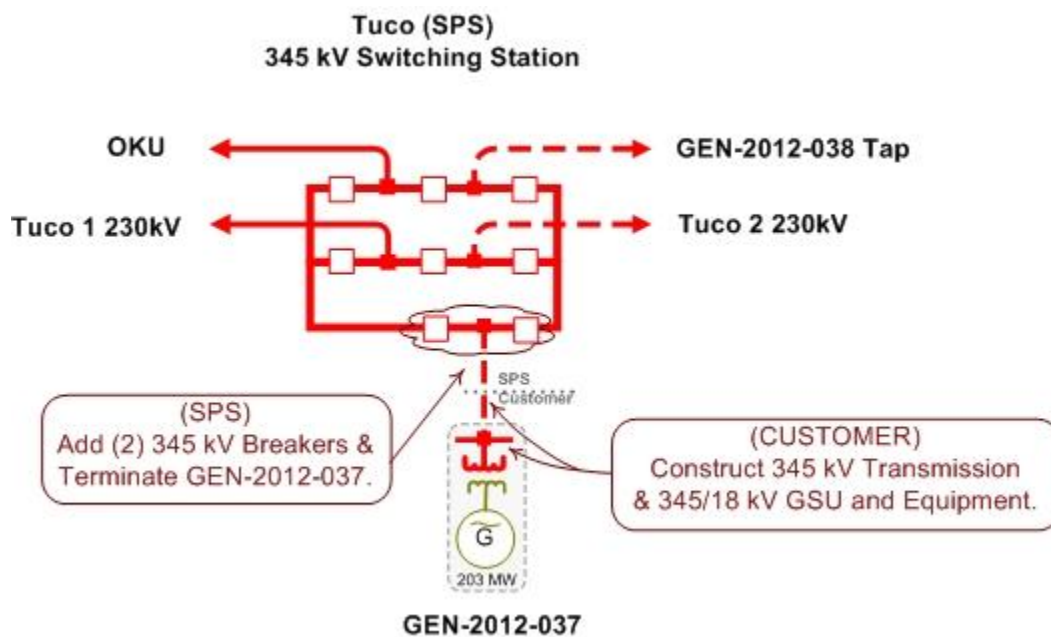 Tuco (SPS)
345 kV Switching Station
OKU
GEN-2012-038 Tap
Tuco 1 230kV
Tuco 2 230kV
SPS
Customer
(SPS)
Add (2) 345 kV Breakers &
Terminate GEN-2012-037.
(CUSTOMER)
Construct 345 kV Transmission
& 345/18 kV GSU and Equipment.
G
203 MW
GEN-2012-037